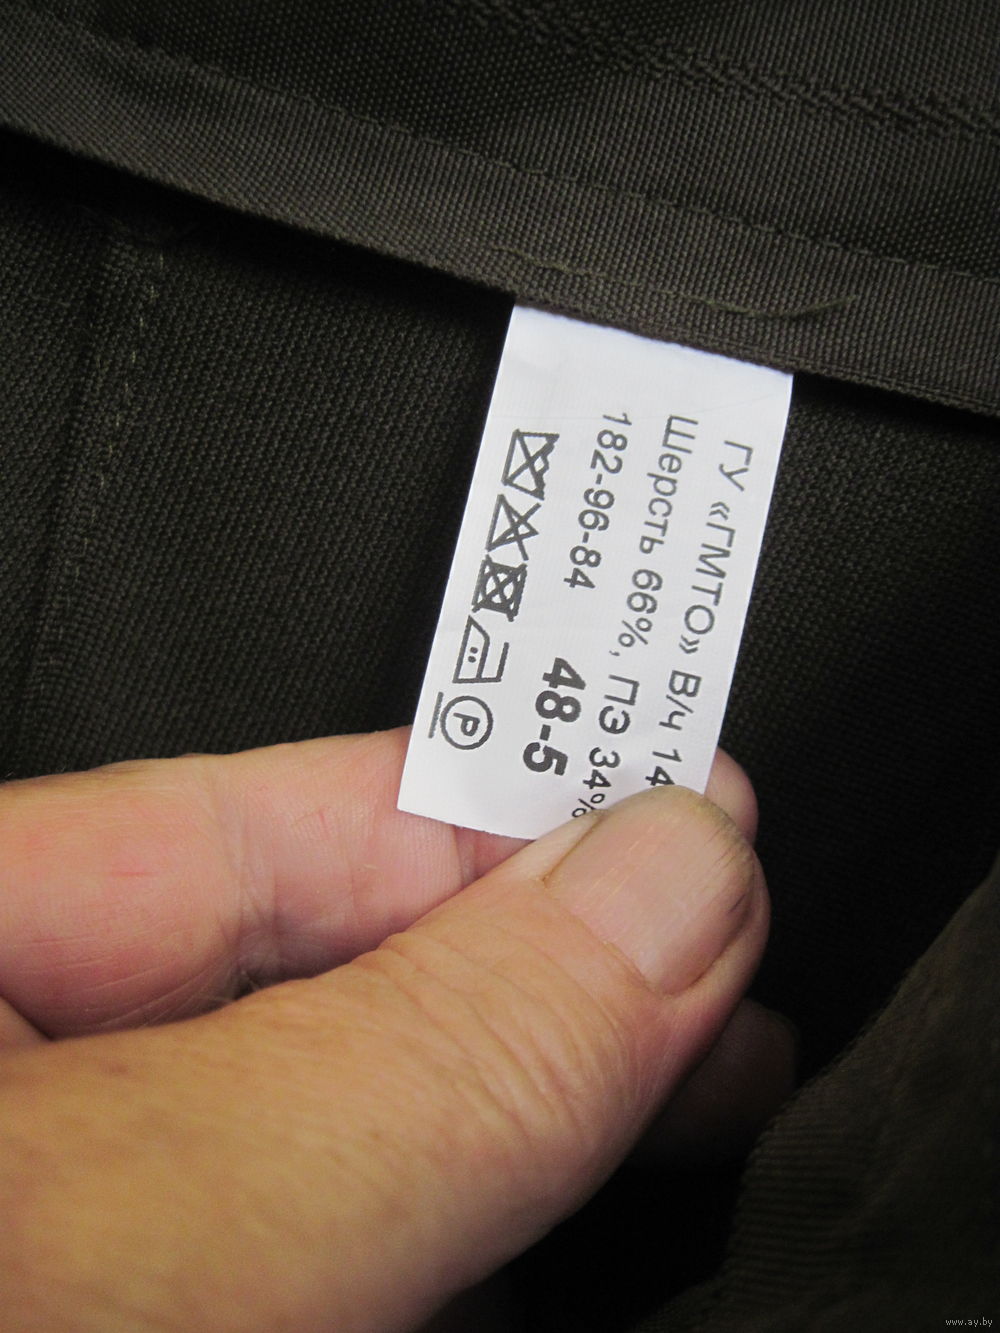 ГУ «ГМТО» В/ч 14
Шерсть 66%, ПЭ 34%
182-96-84
48-5
P
www.ay.by